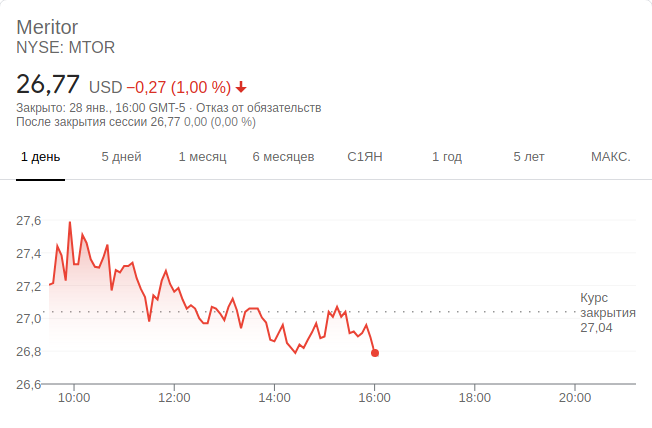 Meritor
NYSE: MTOR
26,77 USD −0,27 (1,00 %)
Закрыто: 28 янв., 16:00 GMT-5 · Отказ от обязательств
После закрытия сессии 26,77 0,00 (0,00 %)
1 день 5 дней 1 месяц 6 месяцев С1ЯН 1 год 5 лет МАКС.
27,6
27,4
27,2
27,0
26,8
26,6
Курс
закрытия
27,04
10:00 12:00 14:00 16:00 18:00 20:00